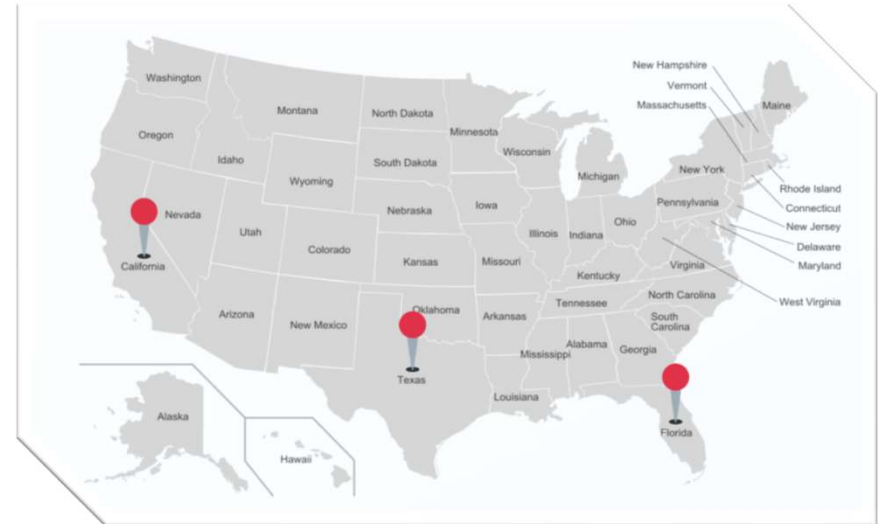 New Hampshire
Vermont
Massachusetts
Washington
Montana
North Dakota
Minnesota
Maine
Oregon
Idaho
Wisconsin
South Dakota
Michigan
New York
Wyoming
Rhode Island
Connecticut
Pennsylvania
Nebraska
Iowa
Nevada
New Jersey
Ohio
Utah
Illinois
Indiana
Delaware
Colorado
Kansas
Missouri
Maryland
California
Virginia
Kentucky
North Carolina
Tennessee
West Virginia
Arizona
Oklahoma
Arkansas
New Mexico
South
Carolina
Alabama
Georgia
Mississippi
Texas
Louisiana
Alaska
Florida
Hawaii